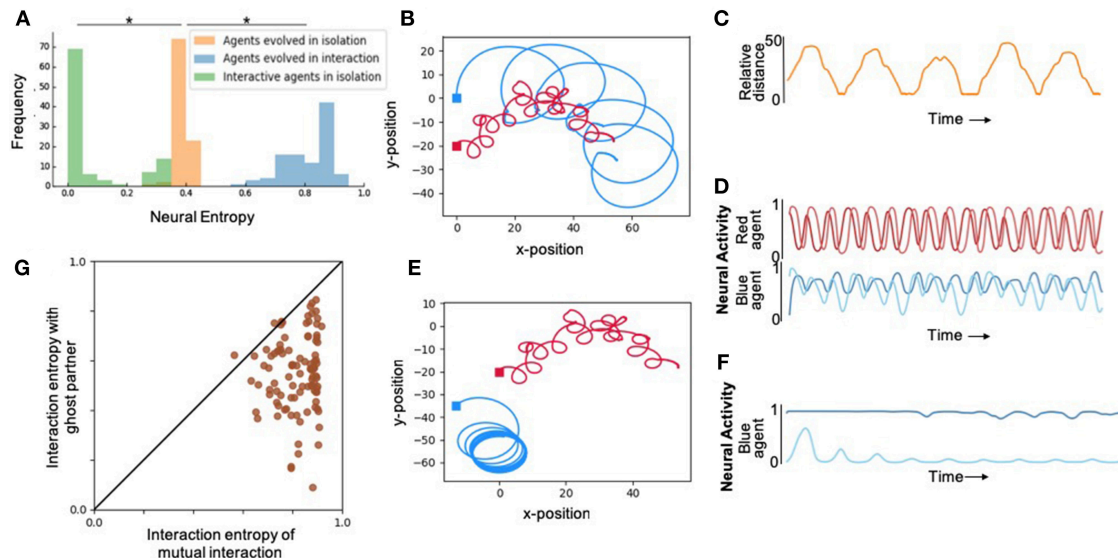 A
*
*
Agents evolved in isolation
Agents evolved in interaction
Interactive agents in isolation
Frequency
70
60
50
40
30
20
10
0
0.0
0.2
0.4
0.6
0.8
1.0
Neural Entropy
B
y-position
20
10
0
−10
−20
−30
−40
0
20
40
60
x-position
C
Relative
distance
50
0
Time
D
Neural Activity
Red
agent
1
0
Blue
agent
1
0
Time
G
Interaction entropy with
ghost partner
1.0
0.0
0.0
1.0
Interaction entropy of
mutual interaction
E
y-position
10
0
−10
−20
−30
−40
−50
−60
0
20
40
x-position
F
Neural Activity
Blue
agent
1
0
Time